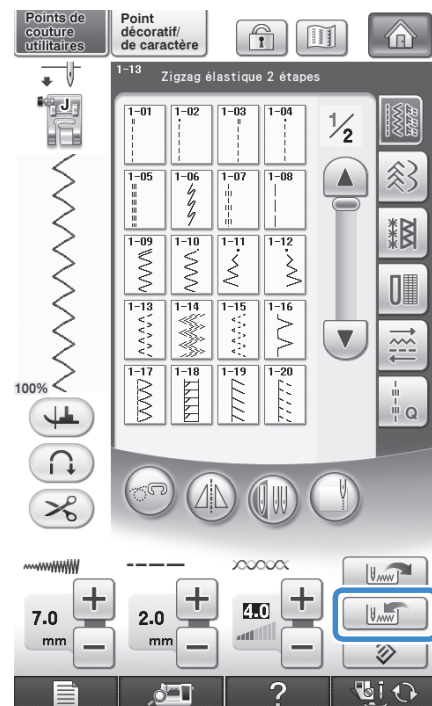 Points de
couture
utilitaires
Point
décoratif/
de caractère
1-13
Zigzag élastique 2 étapes
J
1-01 1-02 1-03 1-04
1/2
1-05 1-06 1-07 1-08
1-09 1-10 1-11 1-12
1-13 1-14 1-15 1-16
1-17 1-18 1-19 1-20
Q
100%
7.0
mm
2.0
mm
4.0
+ + +
− − −
?
i